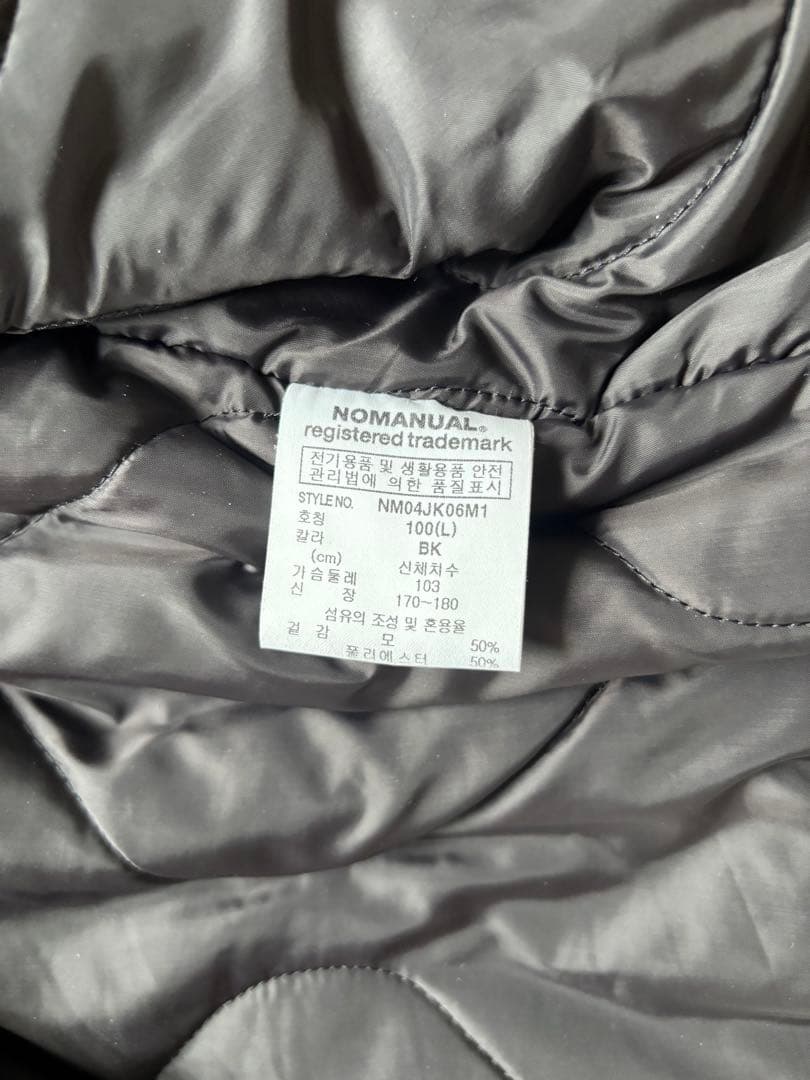 NOMANUAL®
registered trademark
전기용품 및 생활용품 안전
관리법에 의한 품질표시
STYLE NO. NM04JK06M1
호칭 100(L)
칼라 BK
(cm) 신체치수
가슴둘레 103
신 장 170~180
섬유의 조성 및 혼용율
겉 감 모 50%
폴리에스터 50%